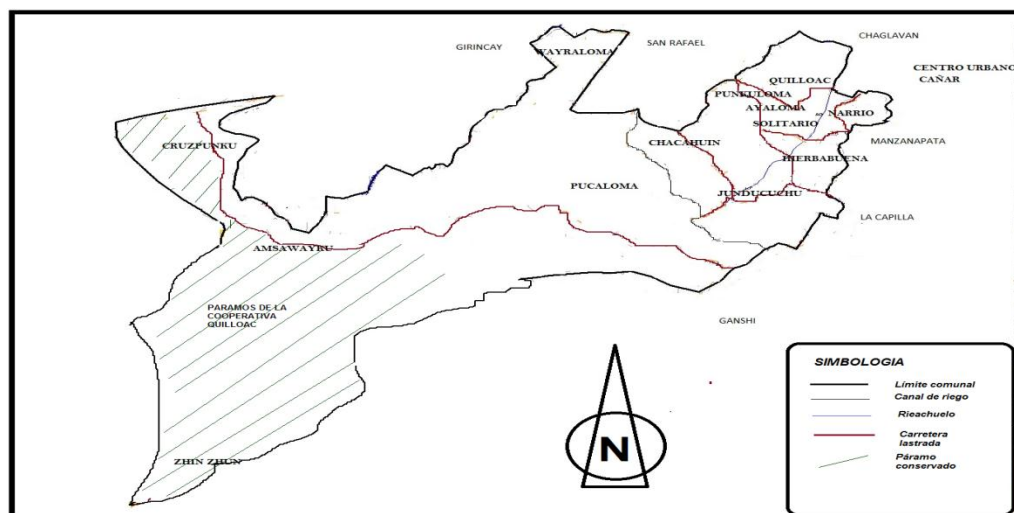 GIRINCAY
WAYRALOMA
SAN RAFAEL
CHAGLAVAN
CENTRO URBANO
CAÑAR
QUILLOAC
PUNKULOMA
AYALOMA
SOLITARIO
NARRIO
MANZANAPATA
CHACAHUIN
HIERBABUENA
CRUZPUNKU
PUCALOMA
JUNDUCUCHU
LA CAPILLA
AMSAWAYRU
PARAMOS DE LA
COOPERATIVA
QUILLOAC
GANSHI
ZHIN ZHUN
N
SIMBOLOGIA
Límite comunal
Canal de riego
Rieachuelo
Carretera
lastrada
Páramo
conservado